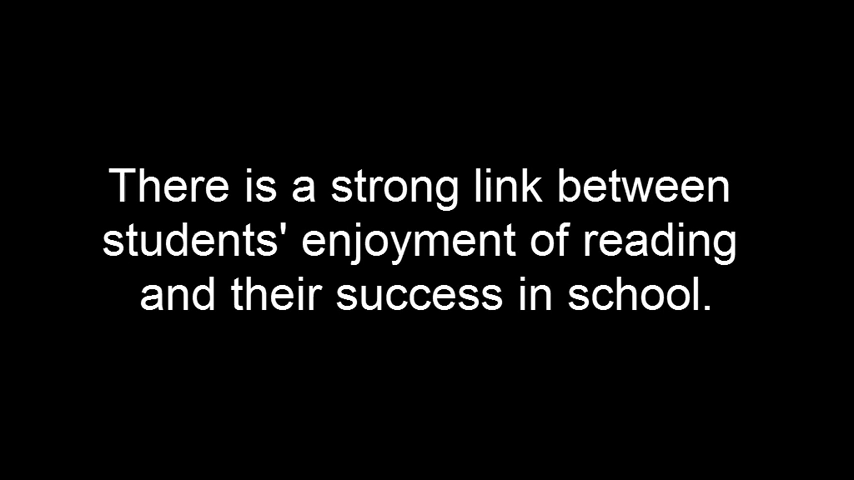 There is a strong link between
students' enjoyment of reading
and their success in school.